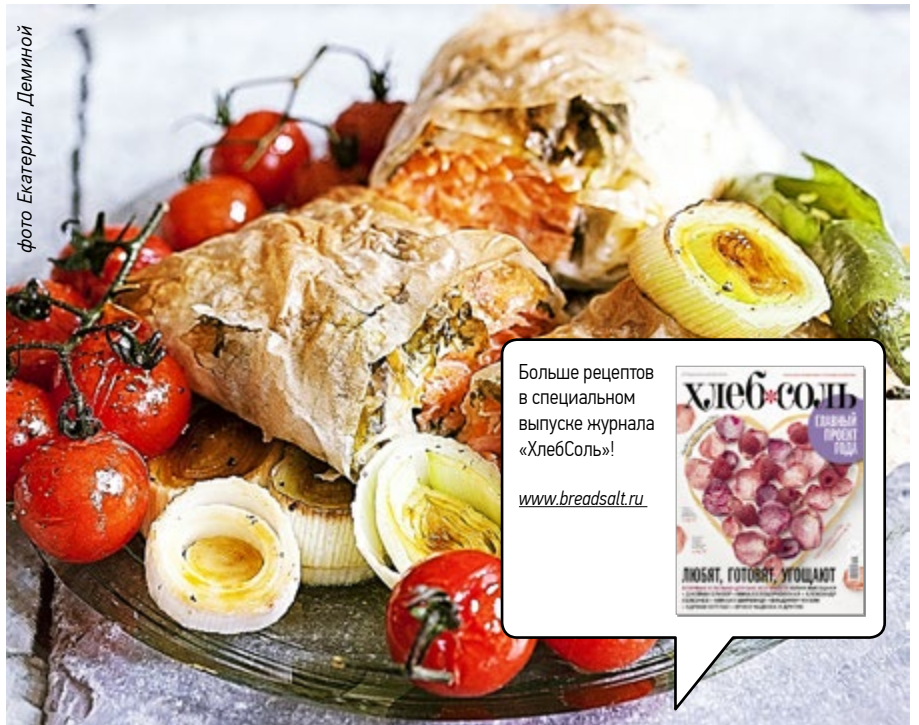 фото Екатерины Деминой
Больше рецептов
в специальном
выпуске журнала
«ХлебСоль»!
www.breadsalt.ru
хлеб*соль
ГЛАВНЫЙ
ПРОЕКТ
ГОДА
ЛЮБЯТ, ГОТОВЯТ, УГОЩАЮТ